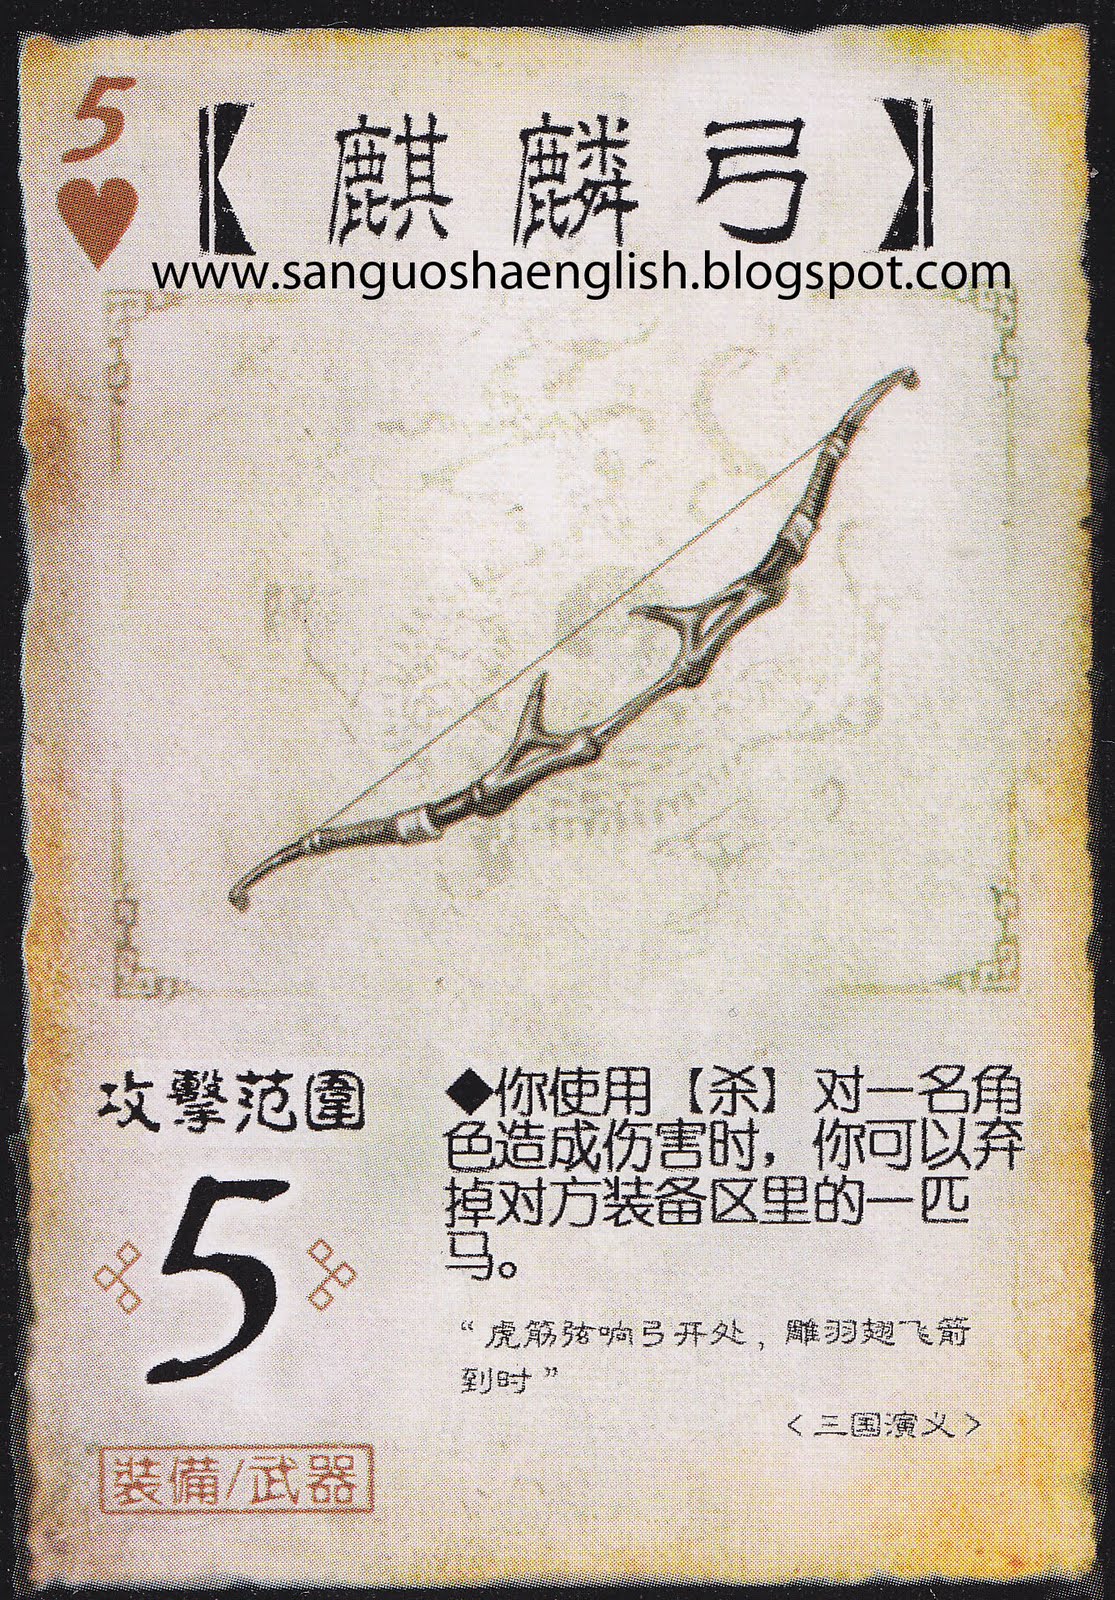 5
【麒麟弓】
www.sanguoshaenglish.blogspot.com
攻擊范圍
5
◆你使用【杀】对一名角
色造成伤害时，你可以弃
掉对方装备区里的一匹
马。
“虎筋弦响弓开处，雕羽翅飞箭
到时”
<三国演义>
装備/武器